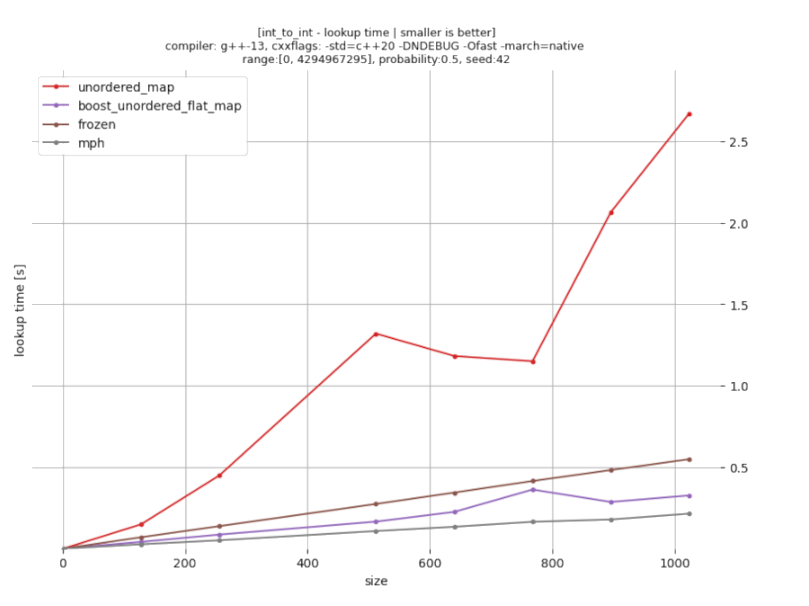 [int_to_int - lookup time | smaller is better]
compiler: g++-13, cxxflags: -std=c++20 -DNDEBUG -Ofast -march=native
range:[0, 4294967295], probability:0.5, seed:42
unordered_map
boost_unordered_flat_map
frozen
mph
2.5
2.0
1.5
1.0
0.5
lookup time [s]
0 200 400 600 800 1000
size